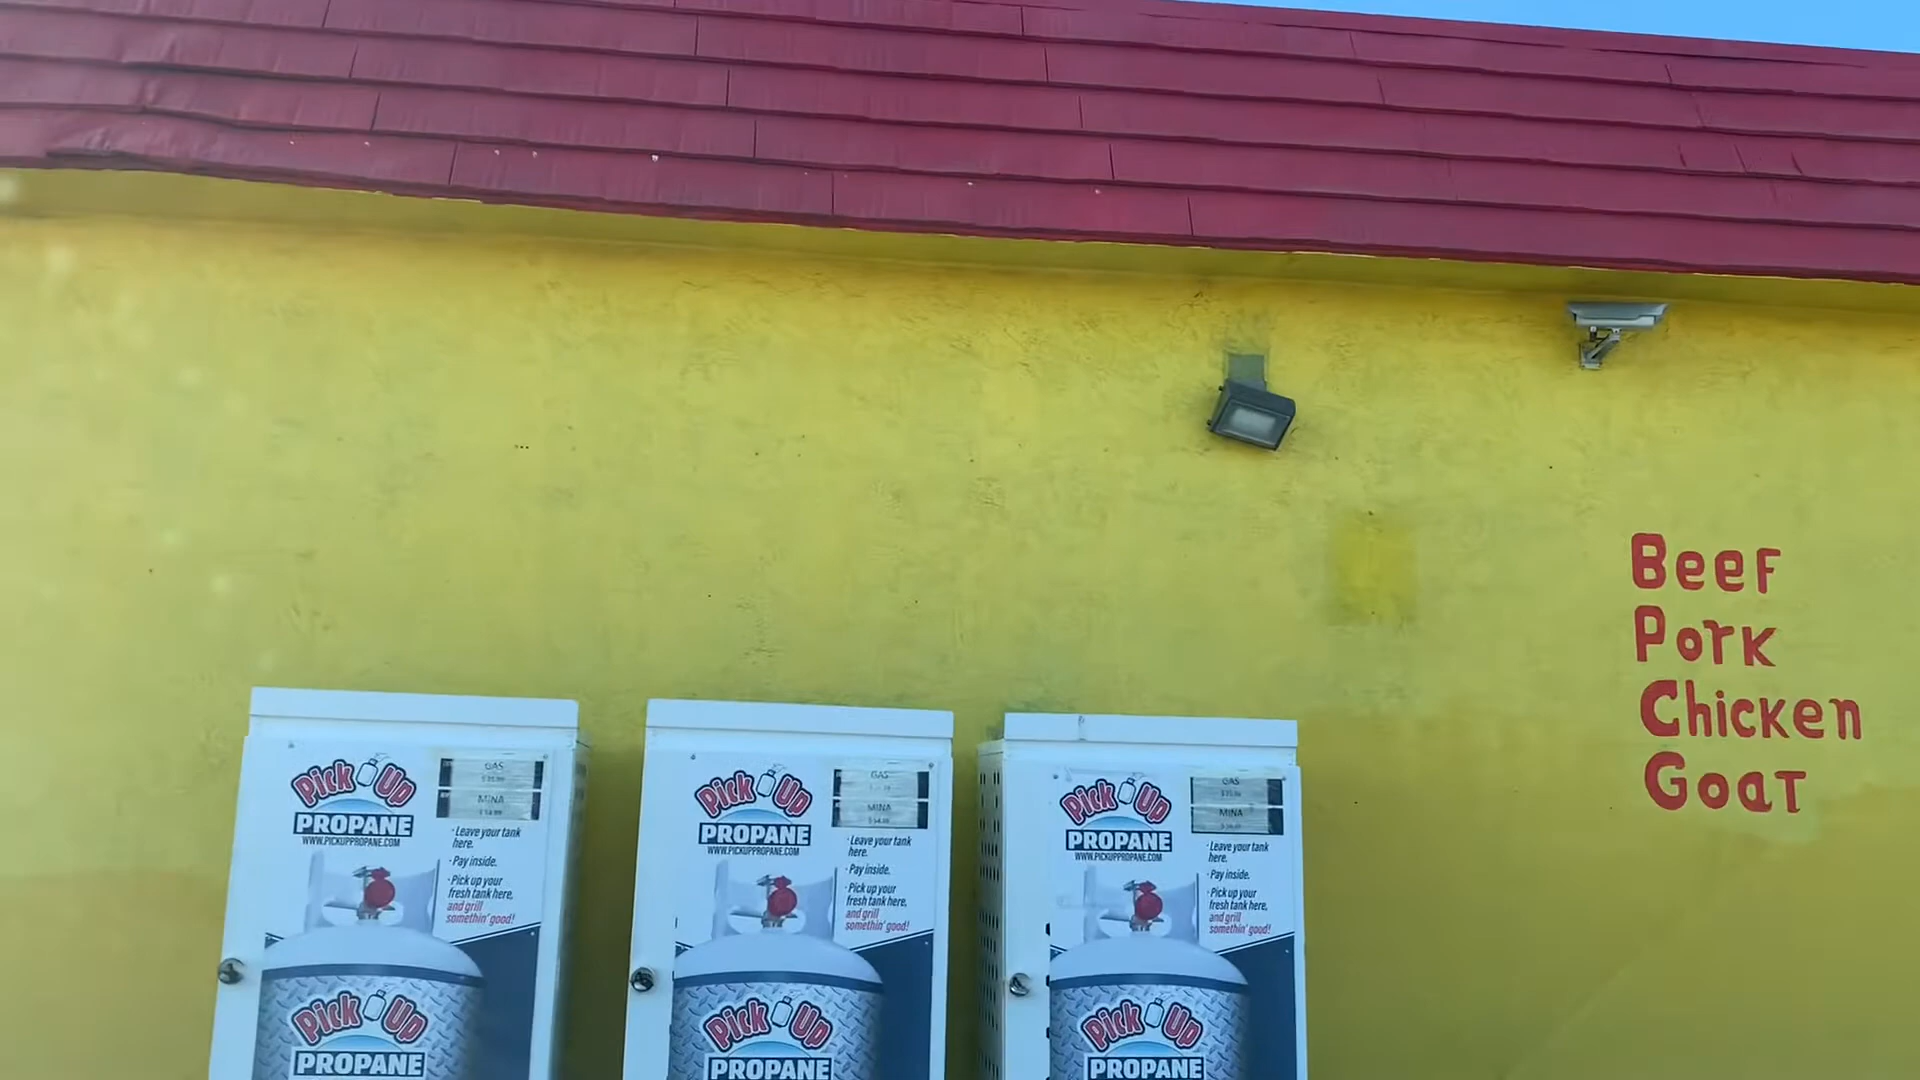 Beef
Pork
Chicken
Goat
Pick Up
PROPANE
WWW.PICKUPPROPANE.COM
GAS
MINA
· Leave your tank
here.
· Pay inside.
· Pick up your
fresh tank here,
and grill
somethin' good!
Pick Up
PROPANE
Pick Up
PROPANE
WWW.PICKUPPROPANE.COM
GAS
MINA
· Leave your tank
here.
· Pay inside.
· Pick up your
fresh tank here,
and grill
somethin' good!
Pick Up
PROPANE
Pick Up
PROPANE
WWW.PICKUPPROPANE.COM
GAS
MINA
· Leave your tank
here.
· Pay inside.
· Pick up your
fresh tank here,
and grill
somethin' good!
Pick Up
PROPANE